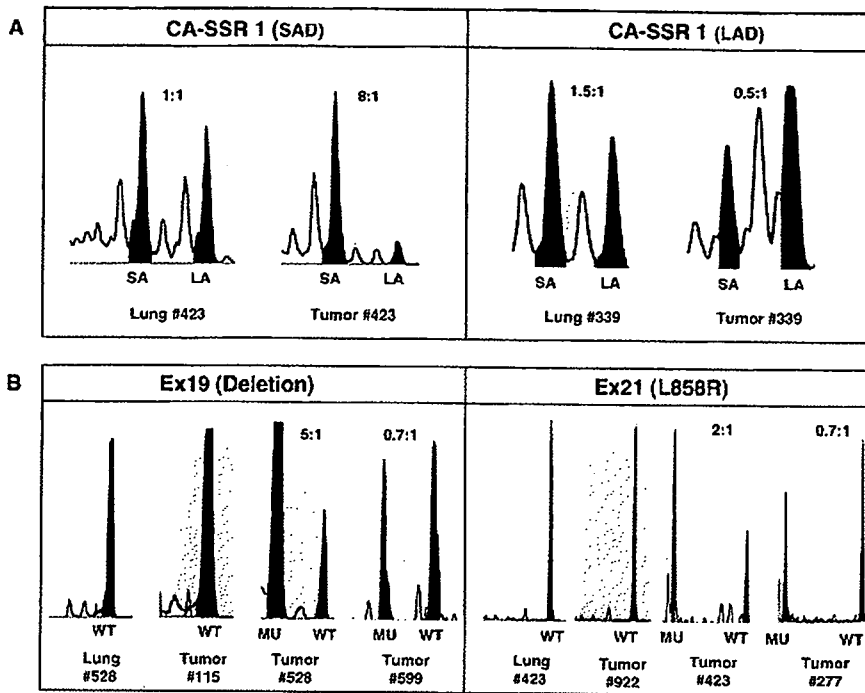 A
CA-SSR 1 (SAD)
CA-SSR 1 (LAD)
1:1
8:1
1.5:1
0.5:1
SA LA
SA LA
SA LA
SA LA
Lung #423
Tumor #423
Lung #339
Tumor #339
B
Ex19 (Deletion)
Ex21 (L858R)
5:1
0.7:1
2:1
0.7:1
WT
WT
MU WT
MU WT
WT
WT
MU WT
MU WT
Lung
#528
Tumor
#115
Tumor
#528
Tumor
#599
Lung
#423
Tumor
#922
Tumor
#423
Tumor
#277